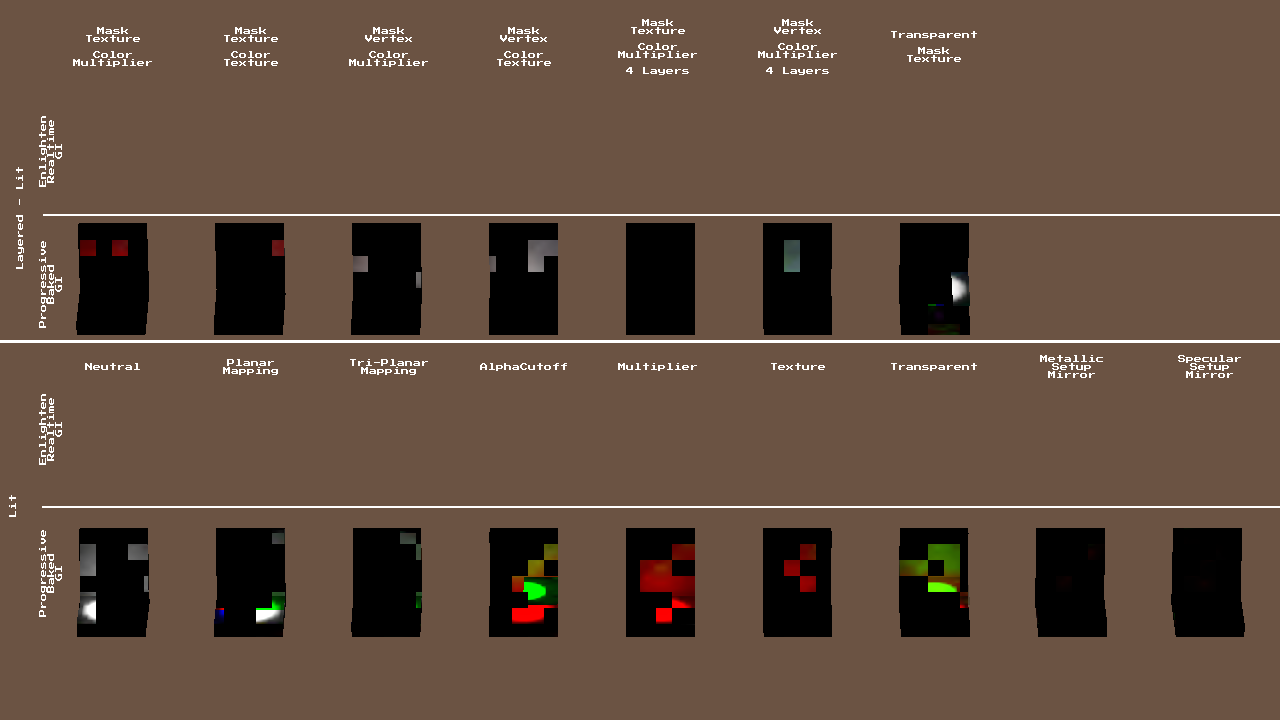 Mask
Texture
Color
Multiplier
Mask
Texture
Color
Texture
Mask
Vertex
Color
Multiplier
Mask
Vertex
Color
Texture
Mask
Texture
Color
Multiplier
4 Layers
Mask
Vertex
Color
Multiplier
4 Layers
Transparent
Mask
Texture
Layered - Lit
Enlighten
Realtime
GI
Progressive
Baked
GI
Neutral
Planar
Mapping
Tri-Planar
Mapping
AlphaCutoff
Multiplier
Texture
Transparent
Metallic
Setup
Mirror
Specular
Setup
Mirror
Lit
Enlighten
Realtime
GI
Progressive
Baked
GI